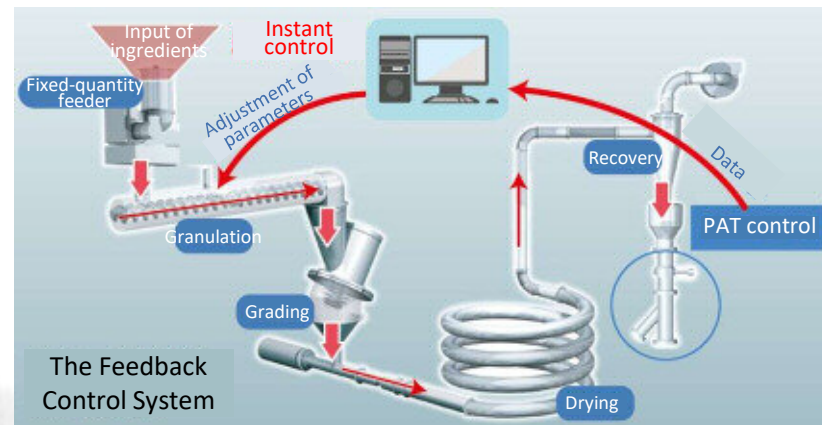 Input of
ingredients
Instant
control
Fixed-quantity
feeder
Adjustment of
parameters
Recovery
Data
PAT control
Granulation
Grading
Drying
The Feedback
Control System